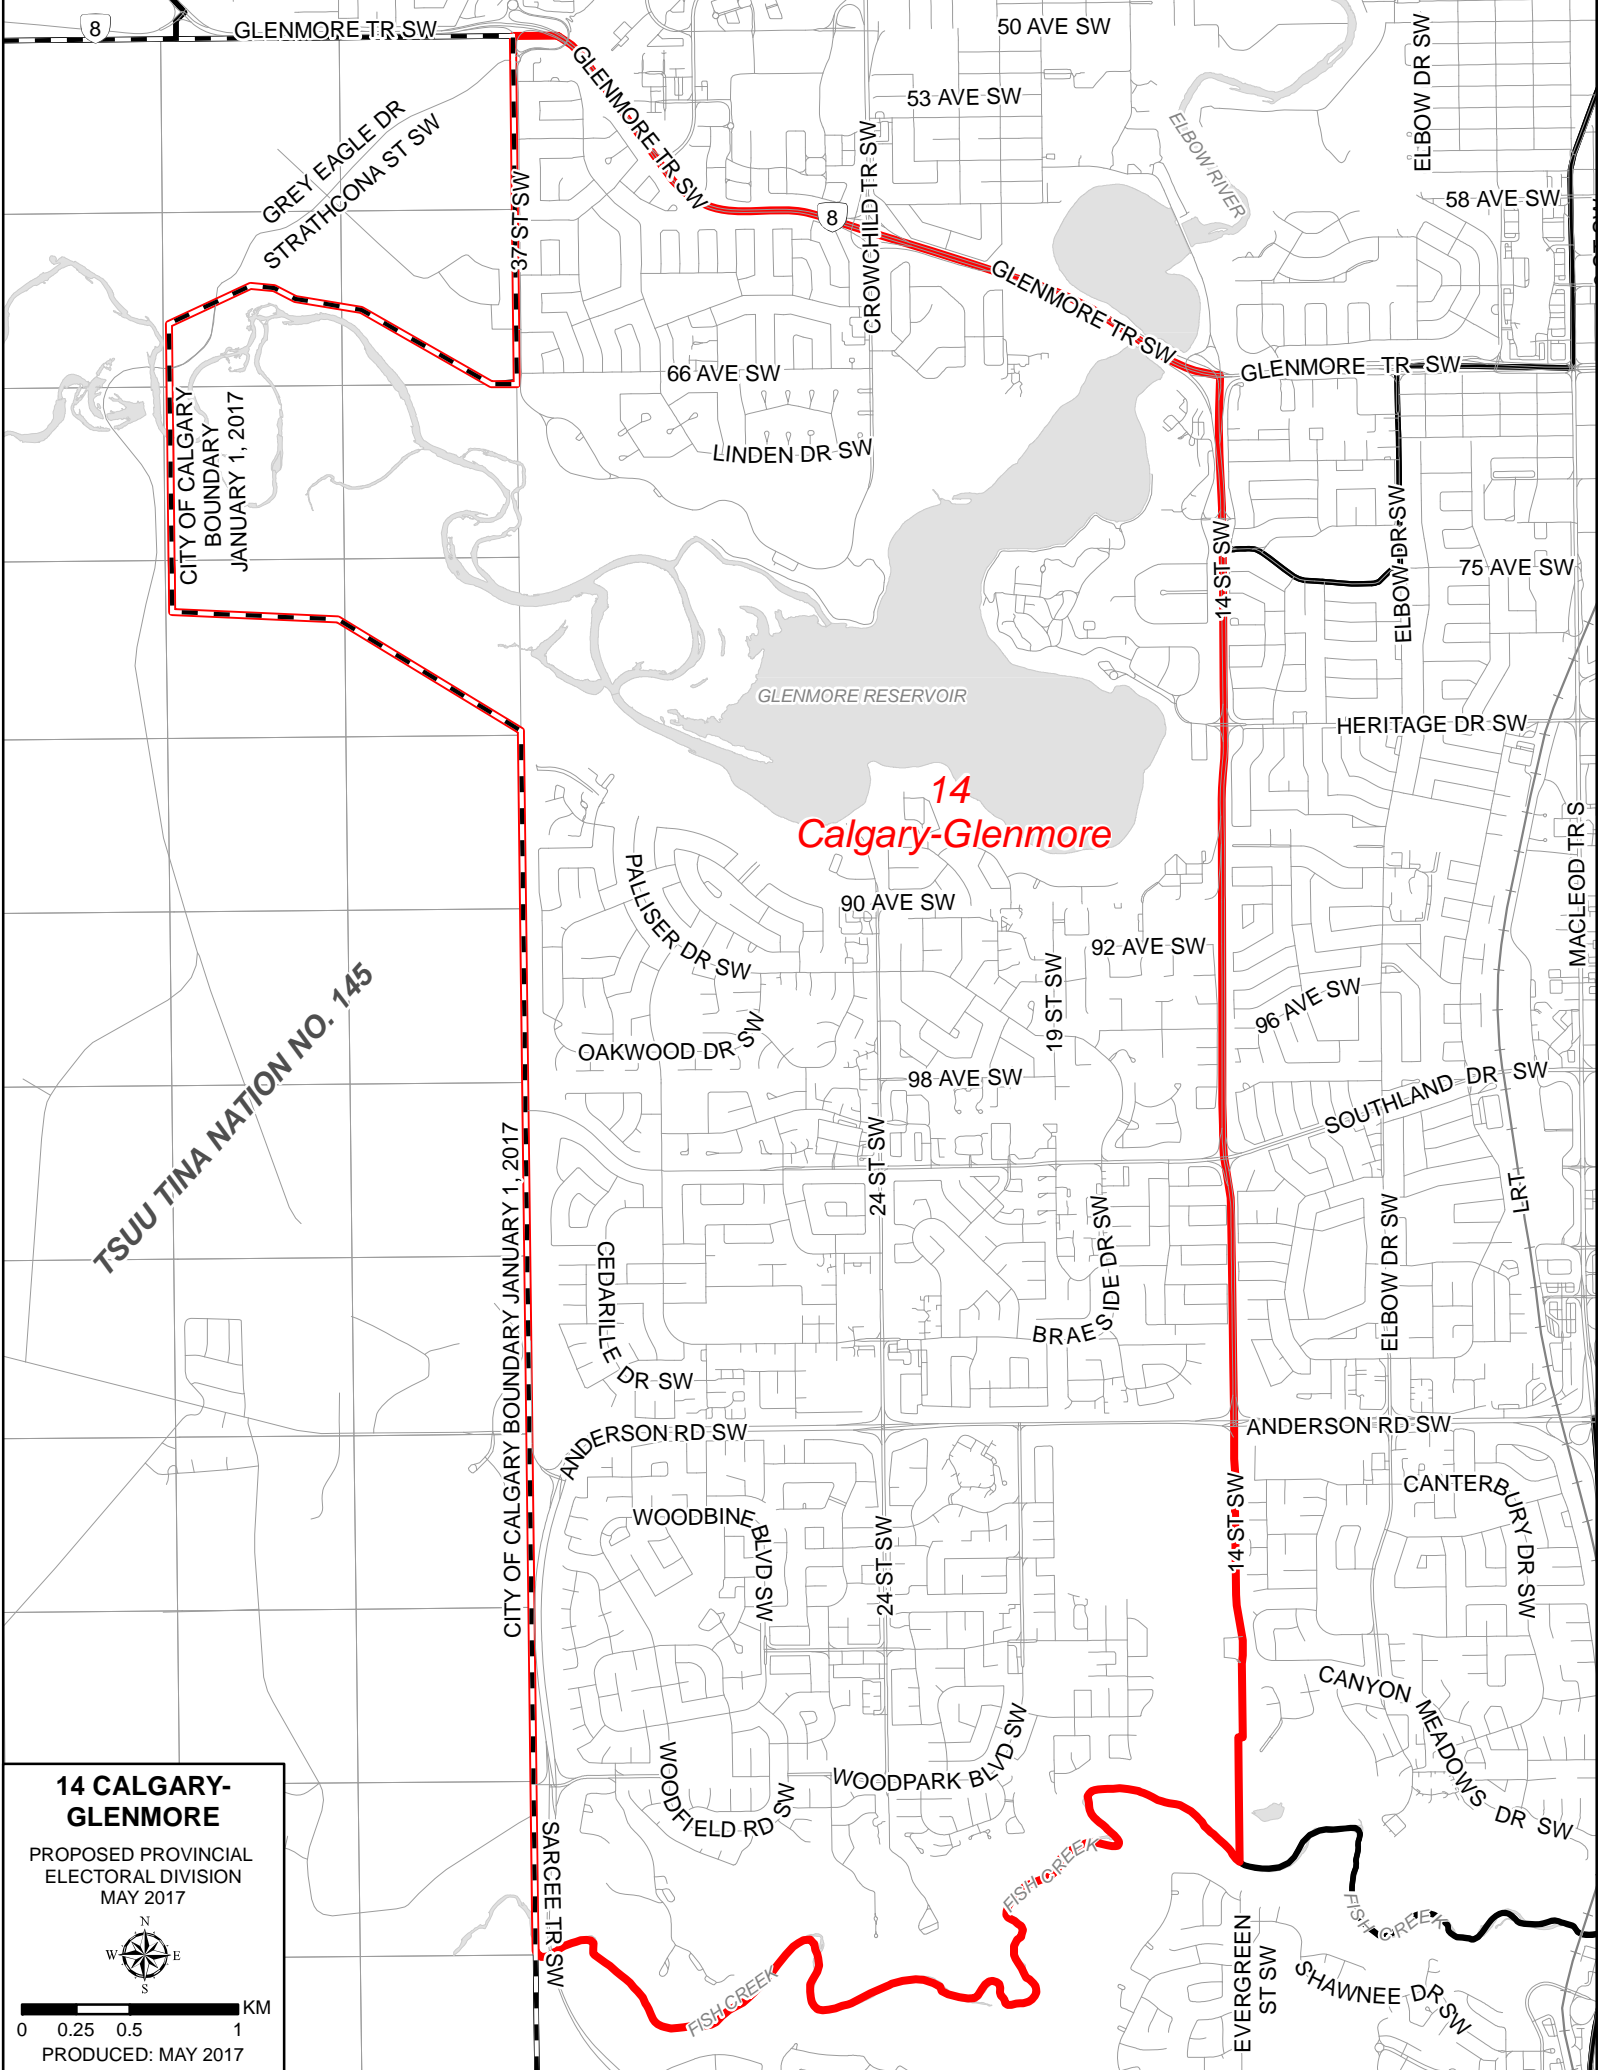 8
GLENMORE TR SW
50 AVE SW
ELBOW DR SW
GLENMORE TR SW
53 AVE SW
GREY EAGLE DR
STRATHCONA ST SW
37 ST SW
CROWCHILD TR SW
ELBOW RIVER
58 AVE SW
8
GLENMORE TR SW
GLENMORE TR SW
66 AVE SW
LINDEN DR SW
CITY OF CALGARY
BOUNDARY
JANUARY 1, 2017
14 ST SW
ELBOW DR SW
75 AVE SW
GLENMORE RESERVOIR
HERITAGE DR SW
14
Calgary-Glenmore
MACLEOD TR S
PALLISER DR SW
90 AVE SW
92 AVE SW
19 ST SW
96 AVE SW
TSUU TINA NATION NO. 145
OAKWOOD DR SW
98 AVE SW
SOUTHLAND DR SW
24 ST SW
CITY OF CALGARY BOUNDARY JANUARY 1, 2017
LRT
CEDARILLE DR SW
BRAESIDE DR SW
ELBOW DR SW
ANDERSON RD SW
ANDERSON RD SW
WOODBINE BLVD SW
24 ST SW
14 ST SW
CANTERBURY DR SW
CANYON MEADOWS DR SW
WOODFIELD RD SW
WOODPARK BLVD SW
SARCEE TR SW
FISH CREEK
FISH CREEK
FISH CREEK
EVERGREEN
ST SW
SHAWNEE DR SW
14 CALGARY-
GLENMORE
PROPOSED PROVINCIAL
ELECTORAL DIVISION
MAY 2017
N
W E
S
KM
0 0.25 0.5 1
PRODUCED: MAY 2017